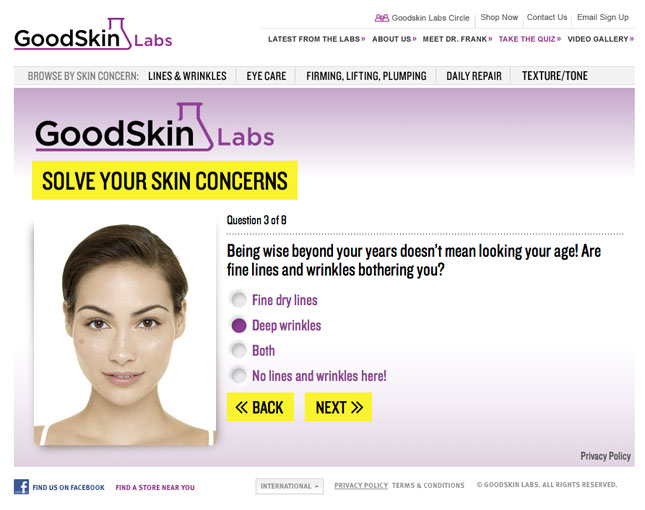 GoodSkin Labs
Goodskin Labs Circle
Shop Now
Contact Us
Email Sign Up
LATEST FROM THE LABS»
ABOUT US»
MEET DR. FRANK»
TAKE THE QUIZ»
VIDEO GALLERY»
BROWSE BY SKIN CONCERN:
LINES & WRINKLES
EYE CARE
FIRMING, LIFTING, PLUMPING
DAILY REPAIR
TEXTURE/TONE
GoodSkin Labs
SOLVE YOUR SKIN CONCERNS
Question 3 of 8
Being wise beyond your years doesn’t mean looking your age! Are
fine lines and wrinkles bothering you?
Fine dry lines
Deep wrinkles
Both
No lines and wrinkles here!
« BACK
NEXT »
Privacy Policy
f FIND US ON FACEBOOK
FIND A STORE NEAR YOU
INTERNATIONAL
PRIVACY POLICY
TERMS & CONDITIONS
© GOODSKIN LABS. ALL RIGHTS RESERVED.